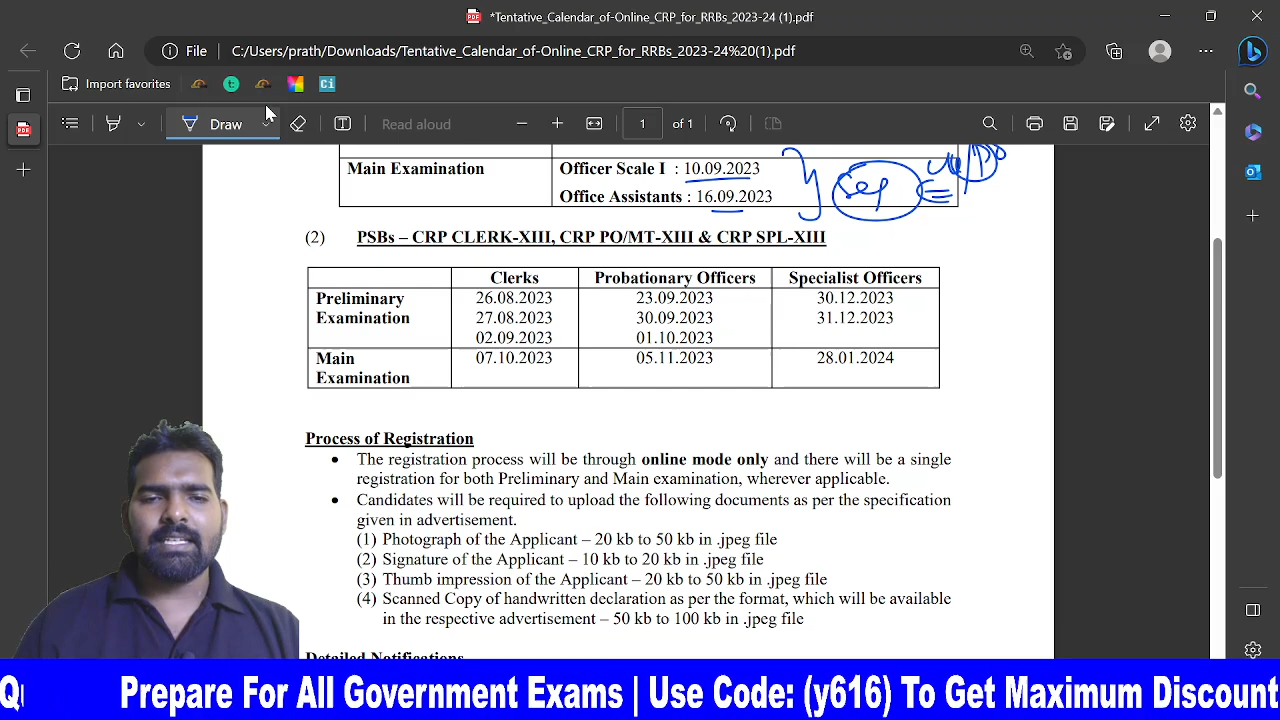 *Tentative_Calendar_of-Online_CRP_for_RRBs_2023-24 (1).pdf
File C:/Users/prath/Downloads/Tentative_Calendar_of-Online_CRP_for_RRBs_2023-24%20(1).pdf
Import favorites
Draw Read aloud 1 of 1
Main Examination Officer Scale I : 10.09.2023
Office Assistants : 16.09.2023
Sep
(2) PSBs – CRP CLERK-XIII, CRP PO/MT-XIII & CRP SPL-XIII
Clerks Probationary Officers Specialist Officers
Preliminary 26.08.2023 23.09.2023 30.12.2023
Examination 27.08.2023 30.09.2023 31.12.2023
02.09.2023 01.10.2023
Main 07.10.2023 05.11.2023 28.01.2024
Examination
Process of Registration
• The registration process will be through online mode only and there will be a single
registration for both Preliminary and Main examination, wherever applicable.
• Candidates will be required to upload the following documents as per the specification
given in advertisement.
(1) Photograph of the Applicant – 20 kb to 50 kb in .jpeg file
(2) Signature of the Applicant – 10 kb to 20 kb in .jpeg file
(3) Thumb impression of the Applicant – 20 kb to 50 kb in .jpeg file
(4) Scanned Copy of handwritten declaration as per the format, which will be available
in the respective advertisement – 50 kb to 100 kb in .jpeg file
Detailed Notifications
Prepare For All Government Exams | Use Code: (y616) To Get Maximum Discount